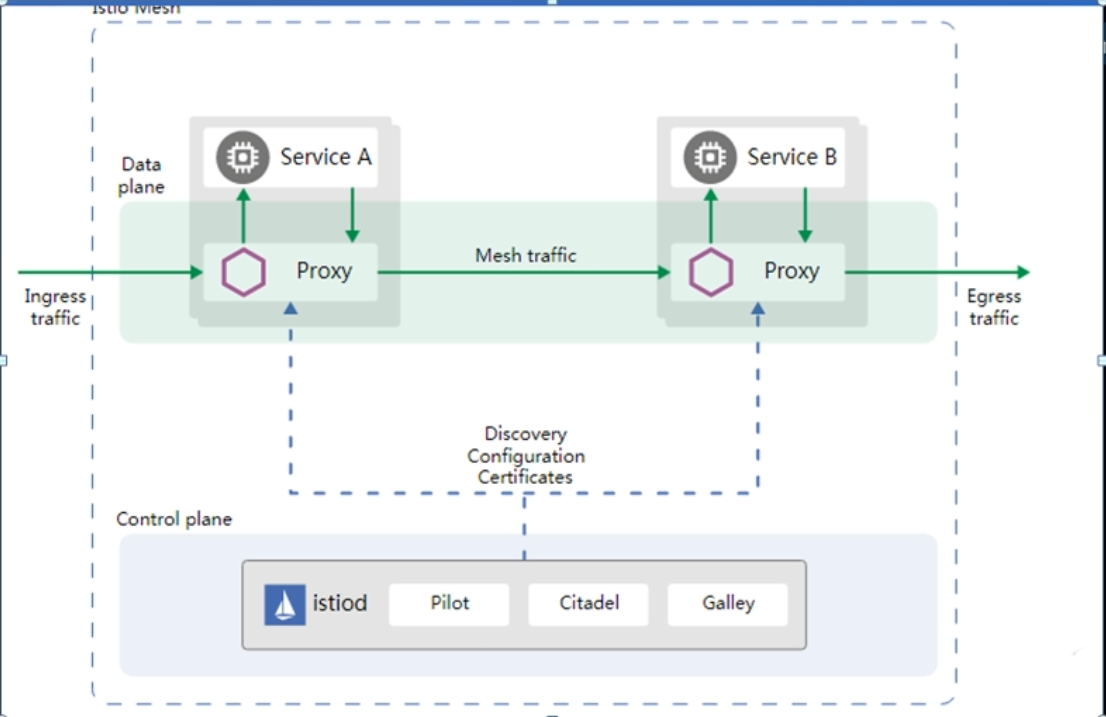 Istio Mesh
Data
plane
Service A
Service B
Proxy
Mesh traffic
Proxy
Ingress
traffic
Egress
traffic
Discovery
Configuration
Certificates
Control plane
istiod
Pilot
Citadel
Galley